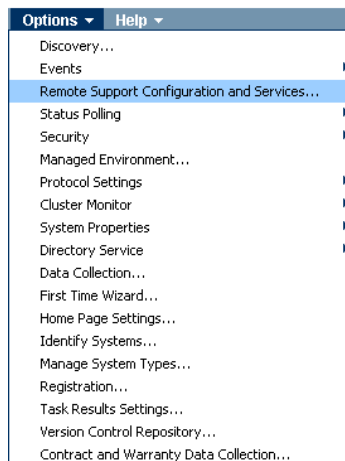 Options Help
Discovery...
Events
Remote Support Configuration and Services...
Status Polling
Security
Managed Environment...
Protocol Settings
Cluster Monitor
System Properties
Directory Service
Data Collection...
First Time Wizard...
Home Page Settings...
Identify Systems...
Manage System Types...
Registration...
Task Results Settings...
Version Control Repository...
Contract and Warranty Data Collection...